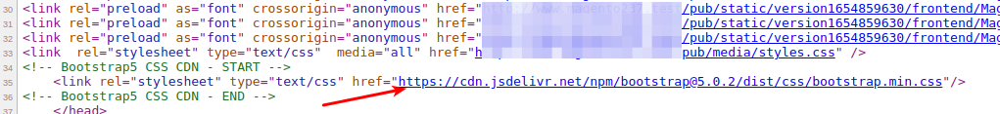 30 <link rel="preload" as="font" crossorigin="anonymous" href=" /pub/static/version1654859630/frontend/Mag
31 <link rel="preload" as="font" crossorigin="anonymous" href=" /pub/static/version1654859630/frontend/Mag
32 <link rel="preload" as="font" crossorigin="anonymous" href=" /pub/static/version1654859630/frontend/Mag
33 <link  rel="stylesheet" type="text/css"  media="all" href="h pub/media/styles.css" />
34 <!-- Bootstrap5 CSS CDN - START -->
35 <link rel="stylesheet" type="text/css" href="https://cdn.jsdelivr.net/npm/bootstrap@5.0.2/dist/css/bootstrap.min.css"/>
36 <!-- Bootstrap5 CSS CDN - END -->
37 </head>